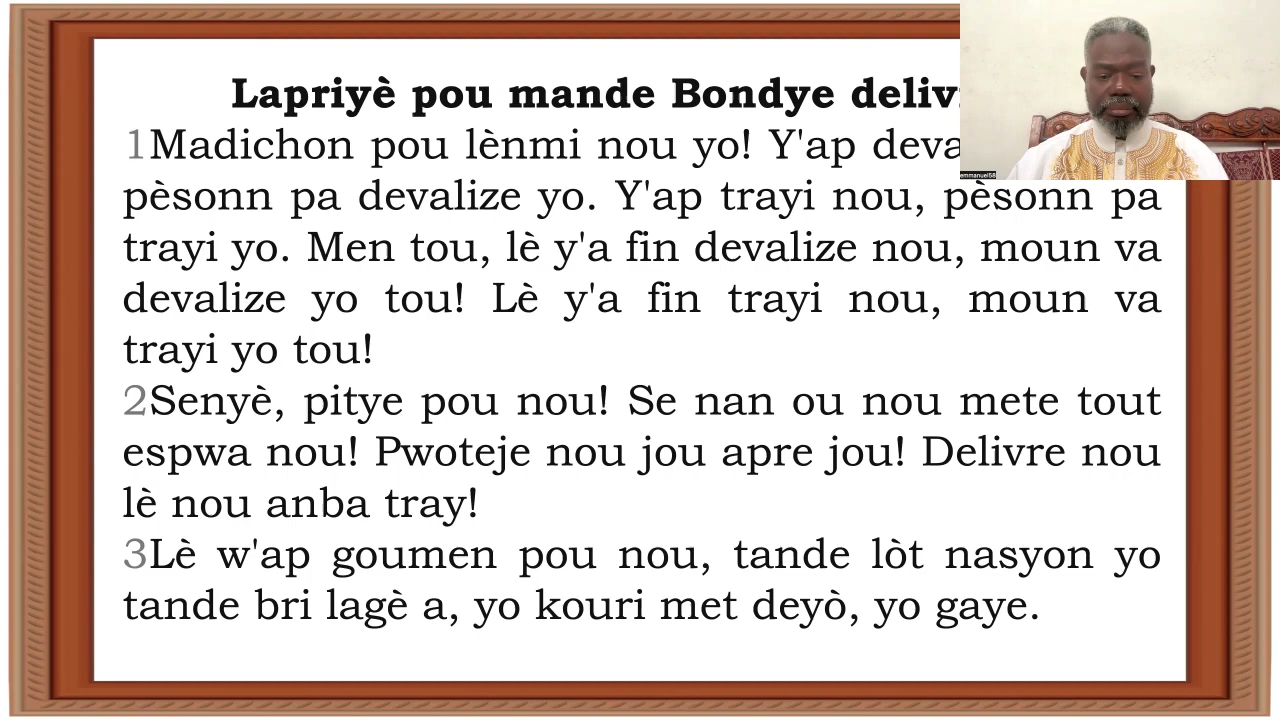 Lapriyè pou mande Bondye
1Madichon pou lènmi nou yo! Y'ap
pèsonn pa devalize yo. Y'ap trayi nou, pèsonn pa
trayi yo. Men tou, lè y'a fin devalize nou, moun va
devalize yo tou! Lè y'a fin trayi nou, moun va
trayi yo tou!
2Senyè, pitye pou nou! Se nan ou nou mete tout
espwa nou! Pwoteje nou jou apre jou! Delivre nou
lè nou anba tray!
3Lè w'ap goumen pou nou, tande lòt nasyon yo
tande bri lagè a, yo kouri met deyò, yo gaye.